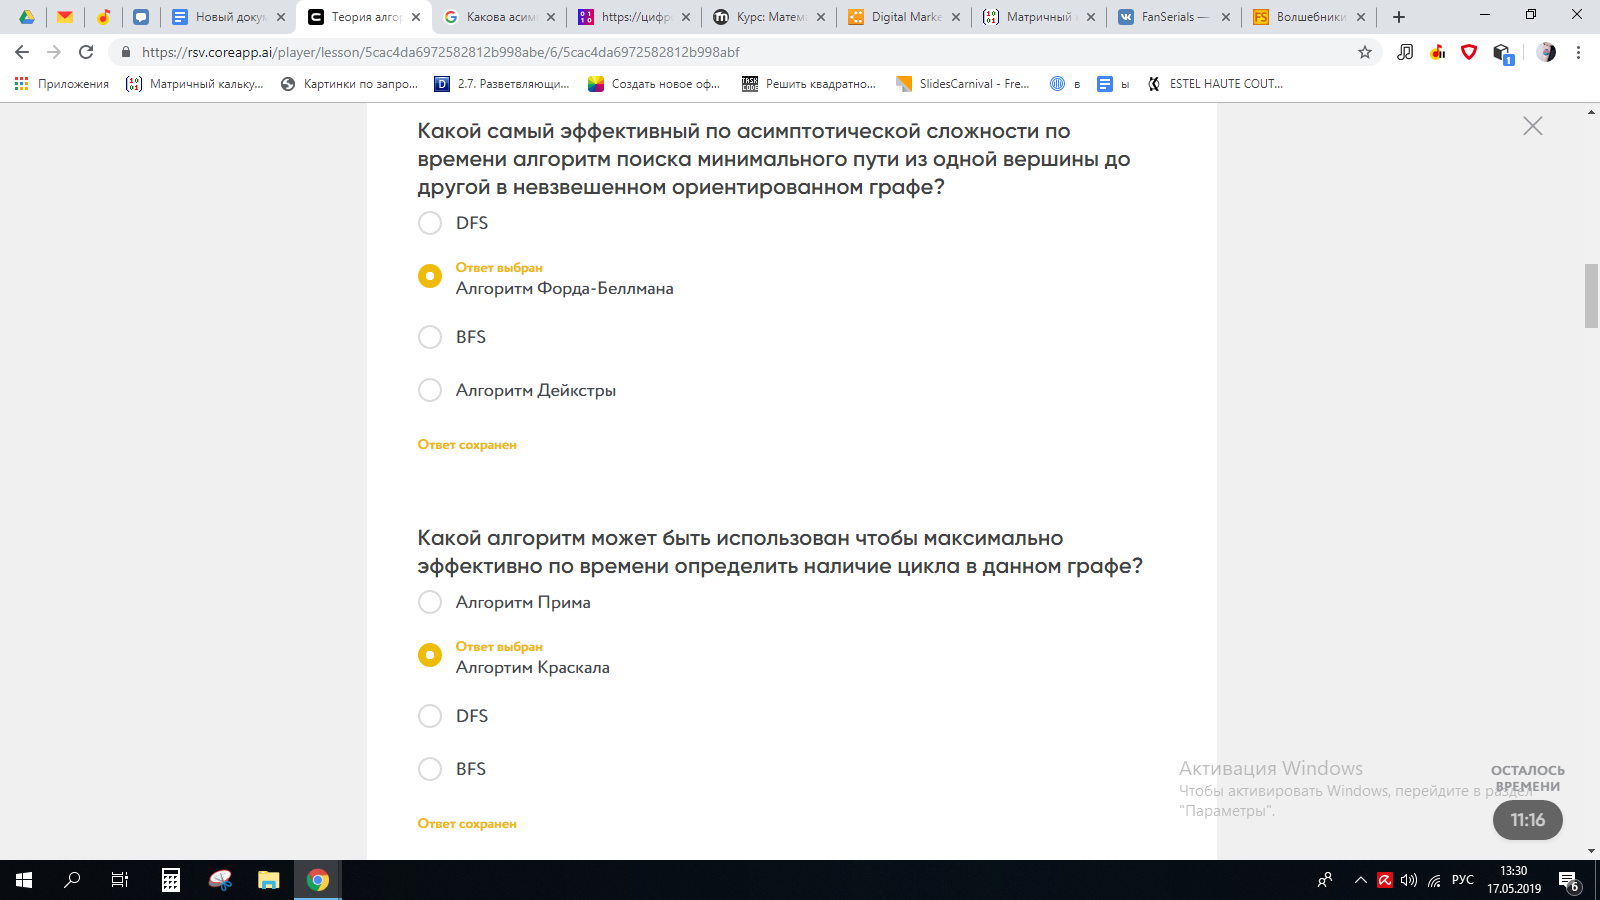 Новый докум
Теория алгор
Какова асим
https://цифр
Курс: Матема
Digital Marke
Матричный
FanSerials —
Волшебники
https://rsv.coreapp.ai/player/lesson/5cac4da6972582812b998abe/6/5cac4da6972582812b998abf
Приложения
Матричный кальку...
Картинки по запро...
2.7. Разветвляющи...
Создать новое оф...
Решить квадратно...
SlidesCarnival - Fre...
в
ы
ESTEL HAUTE COUT...
Какой самый эффективный по асимптотической сложности по
времени алгоритм поиска минимального пути из одной вершины до
другой в невзвешенном ориентированном графе?
DFS
Ответ выбран
Алгоритм Форда-Беллмана
BFS
Алгоритм Дейкстры
Ответ сохранен
Какой алгоритм может быть использован чтобы максимально
эффективно по времени определить наличие цикла в данном графе?
Алгоритм Прима
Ответ выбран
Алгортим Краскала
DFS
BFS
Ответ сохранен
Активация Windows
Чтобы активировать Windows, перейдите в раздел
"Параметры".
ОСТАЛОСЬ
ВРЕМЕНИ
11:16
РУС
13:30
17.05.2019
6